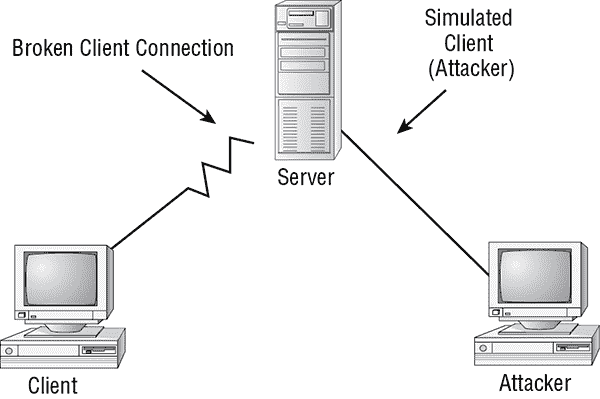 Broken Client Connection
Simulated
Client
(Attacker)
Server
Client
Attacker